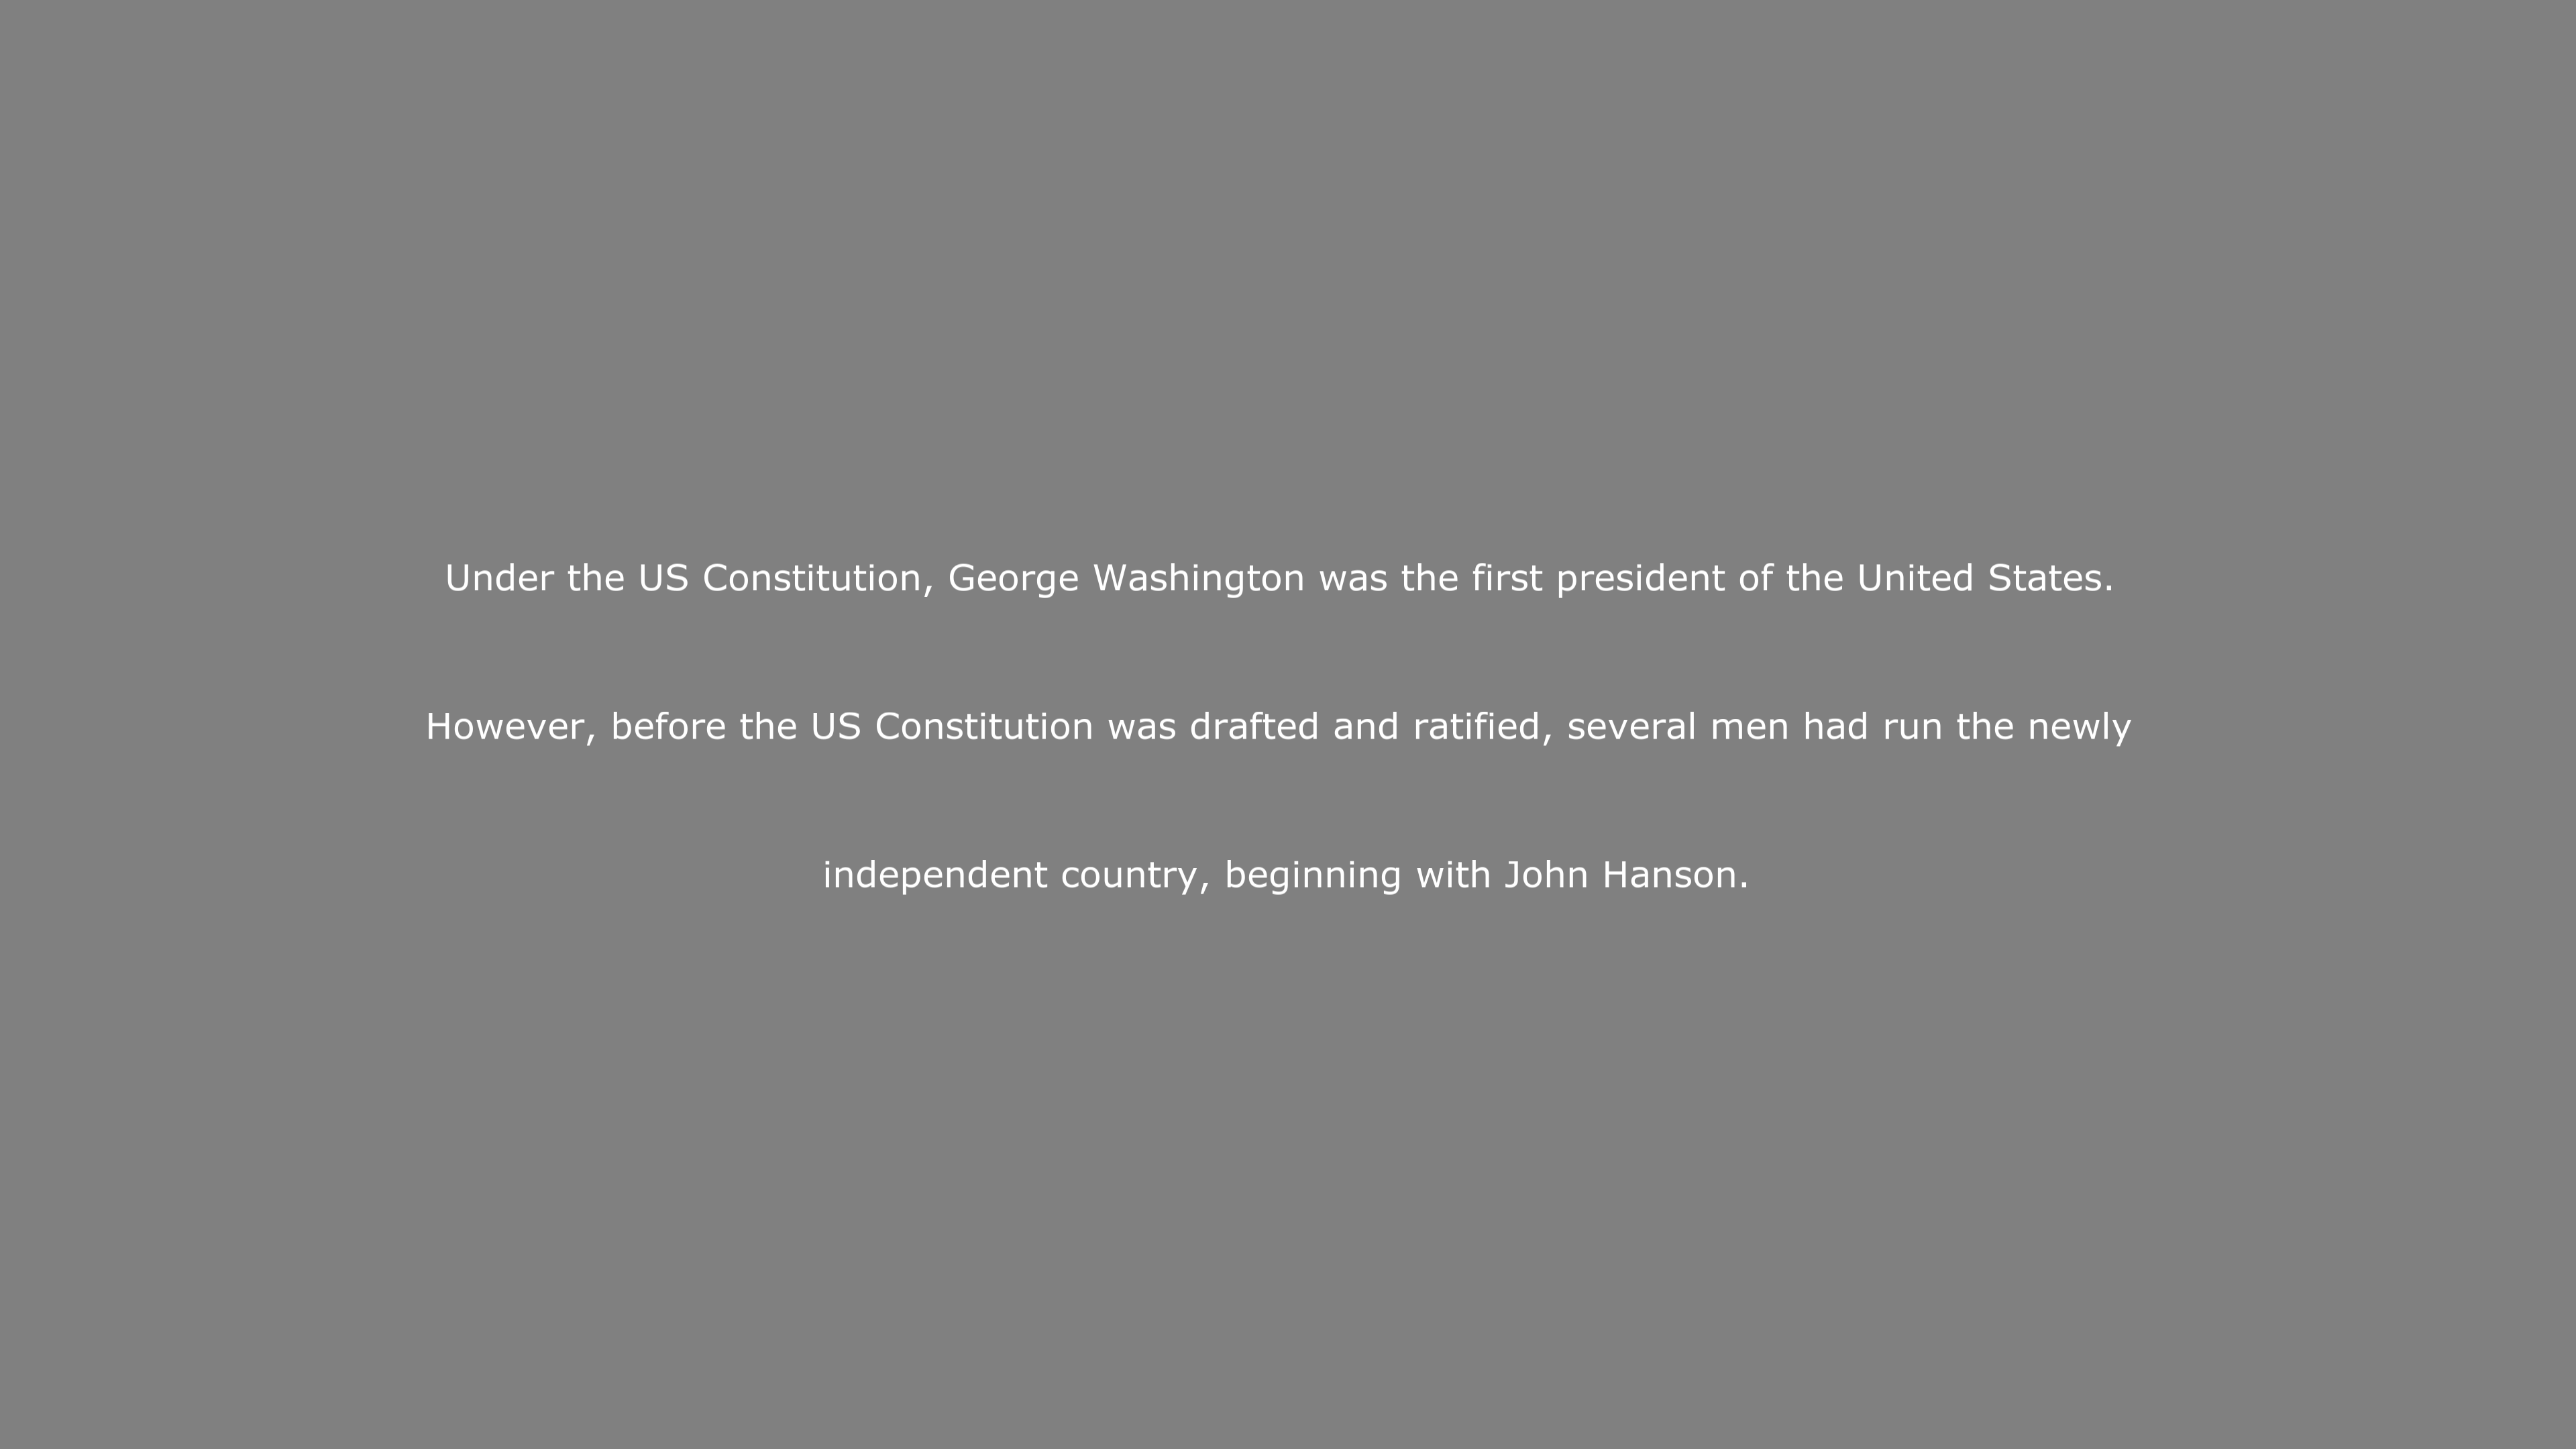 Under the US Constitution, George Washington was the first president of the United States.
However, before the US Constitution was drafted and ratified, several men had run the newly
independent country, beginning with John Hanson.